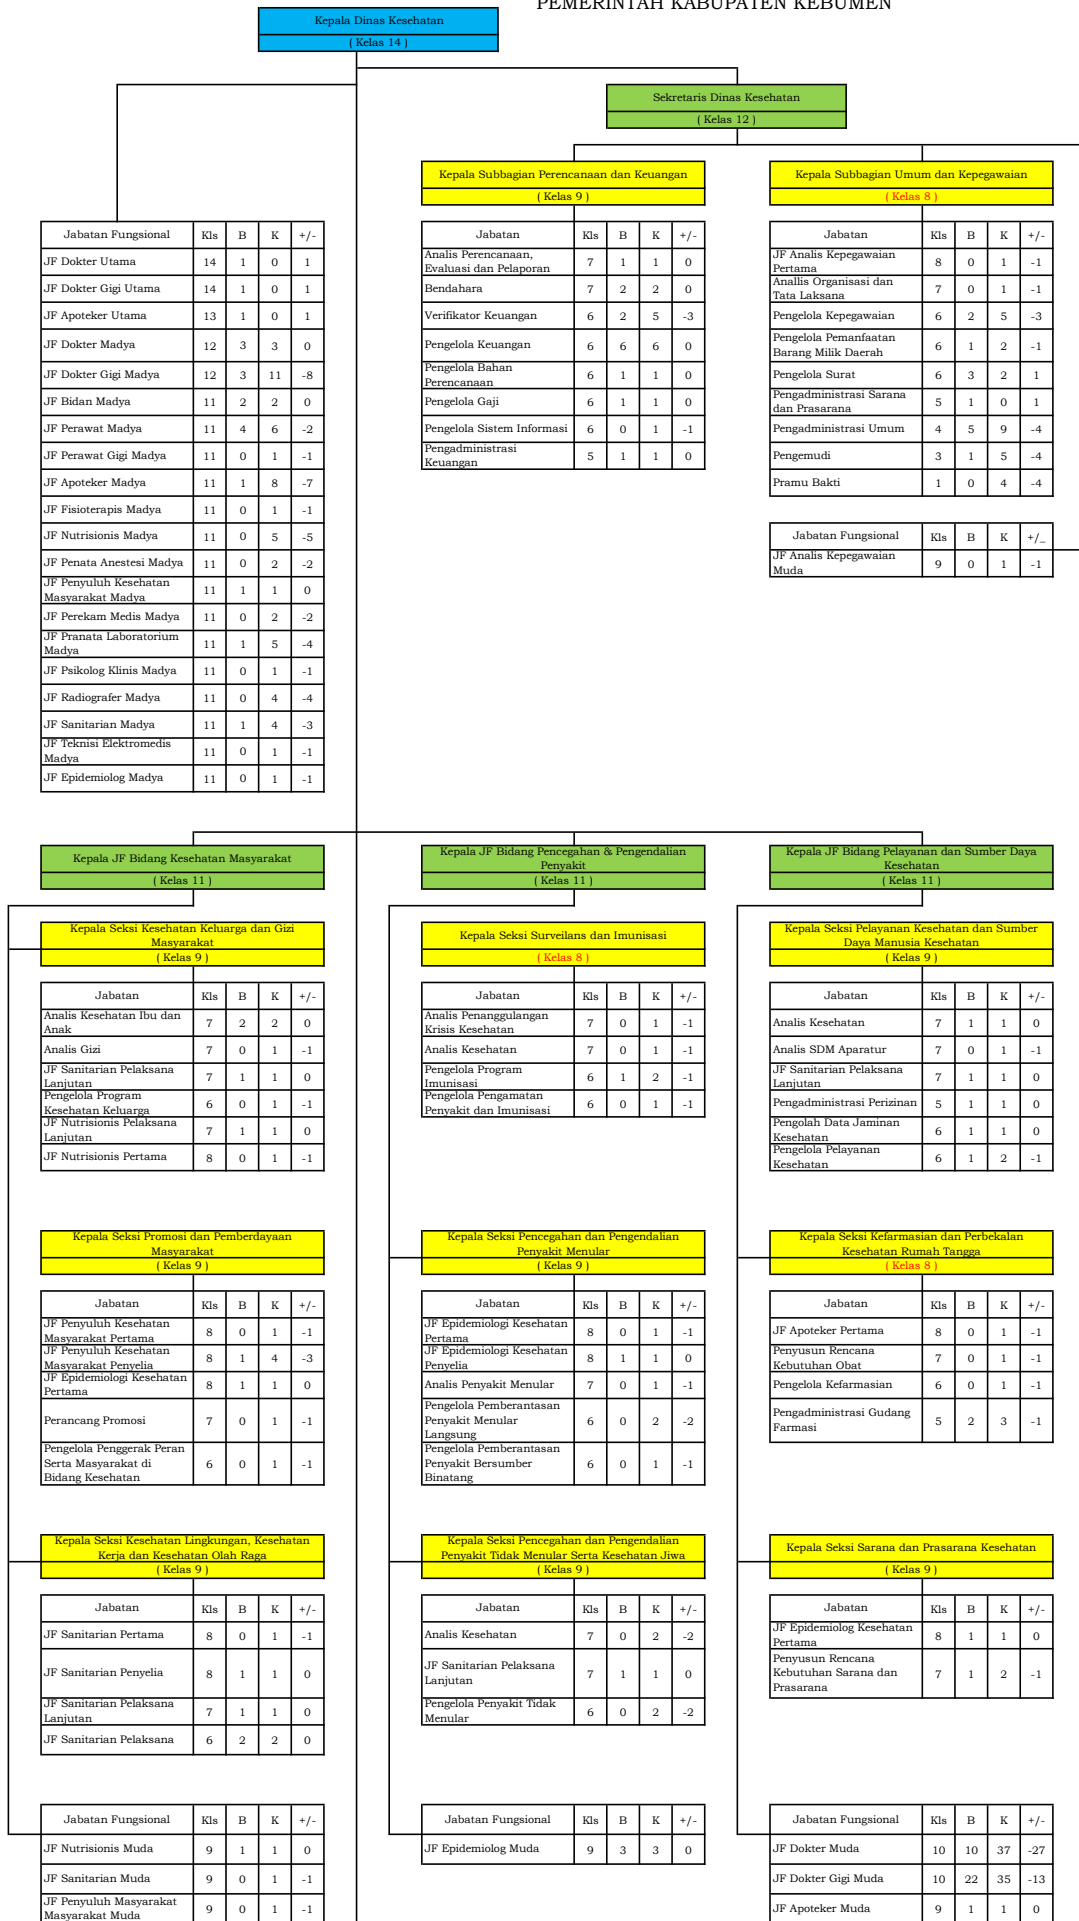 PEMERINTAH KABUPATEN KEBUMEN
Kepala Dinas Kesehatan
( Kelas 14 )
Sekretaris Dinas Kesehatan
( Kelas 12 )
Kepala Subbagian Perencanaan dan Keuangan
( Kelas 9 )
Kepala Subbagian Umum dan Kepegawaian
( Kelas 8 )
Jabatan Fungsional Kls B K +/-
JF Dokter Utama 14 1 0 1
JF Dokter Gigi Utama 14 1 0 1
JF Apoteker Utama 13 1 0 1
JF Dokter Madya 12 3 3 0
JF Dokter Gigi Madya 12 3 11 -8
JF Bidan Madya 11 2 2 0
JF Perawat Madya 11 4 6 -2
JF Perawat Gigi Madya 11 0 1 -1
JF Apoteker Madya 11 1 8 -7
JF Fisioterapis Madya 11 0 1 -1
JF Nutrisionis Madya 11 0 5 -5
JF Penata Anestesi Madya 11 0 2 -2
JF Penyuluh Kesehatan
Masyarakat Madya 11 1 1 0
JF Perekam Medis Madya 11 0 2 -2
JF Pranata Laboratorium
Madya 11 1 5 -4
JF Psikolog Klinis Madya 11 0 1 -1
JF Radiografer Madya 11 0 4 -4
JF Sanitarian Madya 11 1 4 -3
JF Teknisi Elektromedis
Madya 11 0 1 -1
JF Epidemiolog Madya 11 0 1 -1
Jabatan Kls B K +/-
Analis Perencanaan,
Evaluasi dan Pelaporan 7 1 1 0
Bendahara 7 2 2 0
Verifikator Keuangan 6 2 5 -3
Pengelola Keuangan 6 6 6 0
Pengelola Bahan
Perencanaan 6 1 1 0
Pengelola Gaji 6 1 1 0
Pengelola Sistem Informasi 6 0 1 -1
Pengadministrasi
Keuangan 5 1 1 0
Jabatan Kls B K +/-
JF Analis Kepegawaian
Pertama 8 0 1 -1
Anallis Organisasi dan
Tata Laksana 7 0 1 -1
Pengelola Kepegawaian 6 2 5 -3
Pengelola Pemanfaatan
Barang Milik Daerah 6 1 2 -1
Pengelola Surat 6 3 2 1
Pengadministrasi Sarana
dan Prasarana 5 1 0 1
Pengadministrasi Umum 4 5 9 -4
Pengemudi 3 1 5 -4
Pramu Bakti 1 0 4 -4
Jabatan Fungsional Kls B K +/_
JF Analis Kepegawaian
Muda 9 0 1 -1
Kepala JF Bidang Kesehatan Masyarakat
( Kelas 11 )
Kepala JF Bidang Pencegahan & Pengendalian
Penyakit
( Kelas 11 )
Kepala JF Bidang Pelayanan dan Sumber Daya
Kesehatan
( Kelas 11 )
Kepala Seksi Kesehatan Keluarga dan Gizi
Masyarakat
( Kelas 9 )
Jabatan Kls B K +/-
Analis Kesehatan Ibu dan
Anak 7 2 2 0
Analis Gizi 7 0 1 -1
JF Sanitarian Pelaksana
Lanjutan 7 1 1 0
Pengelola Program
Kesehatan Keluarga 6 0 1 -1
JF Nutrisionis Pelaksana
Lanjutan 7 1 1 0
JF Nutrisionis Pertama 8 0 1 -1
Kepala Seksi Surveilans dan Imunisasi
( Kelas 8 )
Jabatan Kls B K +/-
Analis Penanggulangan
Krisis Kesehatan 7 0 1 -1
Analis Kesehatan 7 0 1 -1
Pengelola Program
Imunisasi 6 1 2 -1
Pengelola Pengamatan
Penyakit dan Imunisasi 6 0 1 -1
Kepala Seksi Pelayanan Kesehatan dan Sumber
Daya Manusia Kesehatan
( Kelas 9 )
Jabatan Kls B K +/-
Analis Kesehatan 7 1 1 0
Analis SDM Aparatur 7 0 1 -1
JF Sanitarian Pelaksana
Lanjutan 7 1 1 0
Pengadministrasi Perizinan 5 1 1 0
Pengolah Data Jaminan
Kesehatan 6 1 1 0
Pengelola Pelayanan
Kesehatan 6 1 2 -1
Kepala Seksi Promosi dan Pemberdayaan
Masyarakat
( Kelas 9 )
Jabatan Kls B K +/-
JF Penyuluh Kesehatan
Masyarakat Pertama 8 0 1 -1
JF Penyuluh Kesehatan
Masyarakat Penyelia 8 1 4 -3
JF Epidemiologi Kesehatan
Pertama 8 1 1 0
Perancang Promosi 7 0 1 -1
Pengelola Penggerak Peran
Serta Masyarakat di
Bidang Kesehatan 6 0 1 -1
Kepala Seksi Pencegahan dan Pengendalian
Penyakit Menular
( Kelas 9 )
Jabatan Kls B K +/-
JF Epidemiologi Kesehatan
Pertama 8 0 1 -1
JF Epidemiologi Kesehatan
Penyelia 8 1 1 0
Analis Penyakit Menular 7 0 1 -1
Pengelola Pemberantasan
Penyakit Menular
Langsung 6 0 2 -2
Pengelola Pemberantasan
Penyakit Bersumber
Binatang 6 0 1 -1
Kepala Seksi Kefarmasian dan Perbekalan
Kesehatan Rumah Tangga
( Kelas 8 )
Jabatan Kls B K +/-
JF Apoteker Pertama 8 0 1 -1
Penyusun Rencana
Kebutuhan Obat 7 0 1 -1
Pengelola Kefarmasian 6 0 1 -1
Pengadministrasi Gudang
Farmasi 5 2 3 -1
Kepala Seksi Kesehatan Lingkungan, Kesehatan
Kerja dan Kesehatan Olah Raga
( Kelas 9 )
Jabatan Kls B K +/-
JF Sanitarian Pertama 8 0 1 -1
JF Sanitarian Penyelia 8 1 1 0
JF Sanitarian Pelaksana
Lanjutan 7 1 1 0
JF Sanitarian Pelaksana 6 2 2 0
Kepala Seksi Pencegahan dan Pengendalian
Penyakit Tidak Menular Serta Kesehatan Jiwa
( Kelas 9 )
Jabatan Kls B K +/-
Analis Kesehatan 7 0 2 -2
JF Sanitarian Pelaksana
Lanjutan 7 1 1 0
Pengelola Penyakit Tidak
Menular 6 0 2 -2
Kepala Seksi Sarana dan Prasarana Kesehatan
( Kelas 9 )
Jabatan Kls B K +/-
JF Epidemiolog Kesehatan
Pertama 8 1 1 0
Penyusun Rencana
Kebutuhan Sarana dan
Prasarana 7 1 2 -1
Jabatan Fungsional Kls B K +/-
JF Nutrisionis Muda 9 1 1 0
JF Sanitarian Muda 9 0 1 -1
JF Penyuluh Masyarakat
Masyarakat Muda 9 0 1 -1
Jabatan Fungsional Kls B K +/-
JF Epidemiolog Muda 9 3 3 0
Jabatan Fungsional Kls B K +/-
JF Dokter Muda 10 10 37 -27
JF Dokter Gigi Muda 10 22 35 -13
JF Apoteker Muda 9 1 1 0